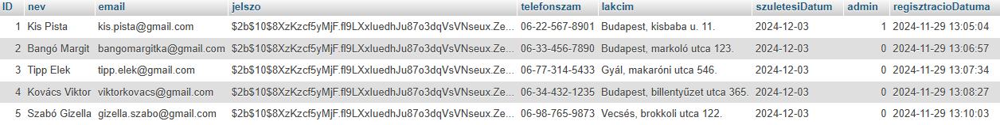 ID nev email jelszo telefonszam lakcim szuletesiDatum admin regisztracioDatuma
1 Kis Pista kis.pista@gmail.com $2b$10$8XzKzcf5yMjF.fl9LXxIuedhJu87o3dqVsVNseux.Ze... 06-22-567-8901 Budapest, kisbaba u. 11. 2024-12-03 1 2024-11-29 13:05:04
2 Bangó Margit bangomargitka@gmail.com $2b$10$8XzKzcf5yMjF.fl9LXxIuedhJu87o3dqVsVNseux.Ze... 06-33-456-7890 Budapest, markoló utca 123. 2024-12-03 0 2024-11-29 13:06:57
3 Tipp Elek tipp.elek@gmail.com $2b$10$8XzKzcf5yMjF.fl9LXxIuedhJu87o3dqVsVNseux.Ze... 06-77-314-5433 Gyál, makaróni utca 546. 2024-12-03 0 2024-11-29 13:07:34
4 Kovács Viktor viktorkovacs@gmail.com $2b$10$8XzKzcf5yMjF.fl9LXxIuedhJu87o3dqVsVNseux.Ze... 06-34-432-1235 Budapest, billentyűzet utca 365. 2024-12-03 0 2024-11-29 13:08:27
5 Szabó Gizella gizella.szabo@gmail.com $2b$10$8XzKzcf5yMjF.fl9LXxIuedhJu87o3dqVsVNseux.Ze... 06-98-765-9873 Vecsés, brokkoli utca 122. 2024-12-03 0 2024-11-29 13:10:03